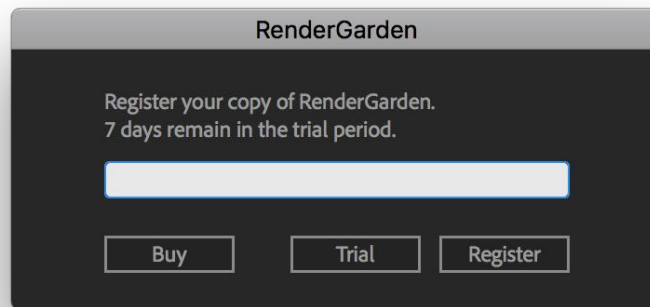 RenderGarden
Register your copy of RenderGarden.
7 days remain in the trial period.
Buy
Trial
Register